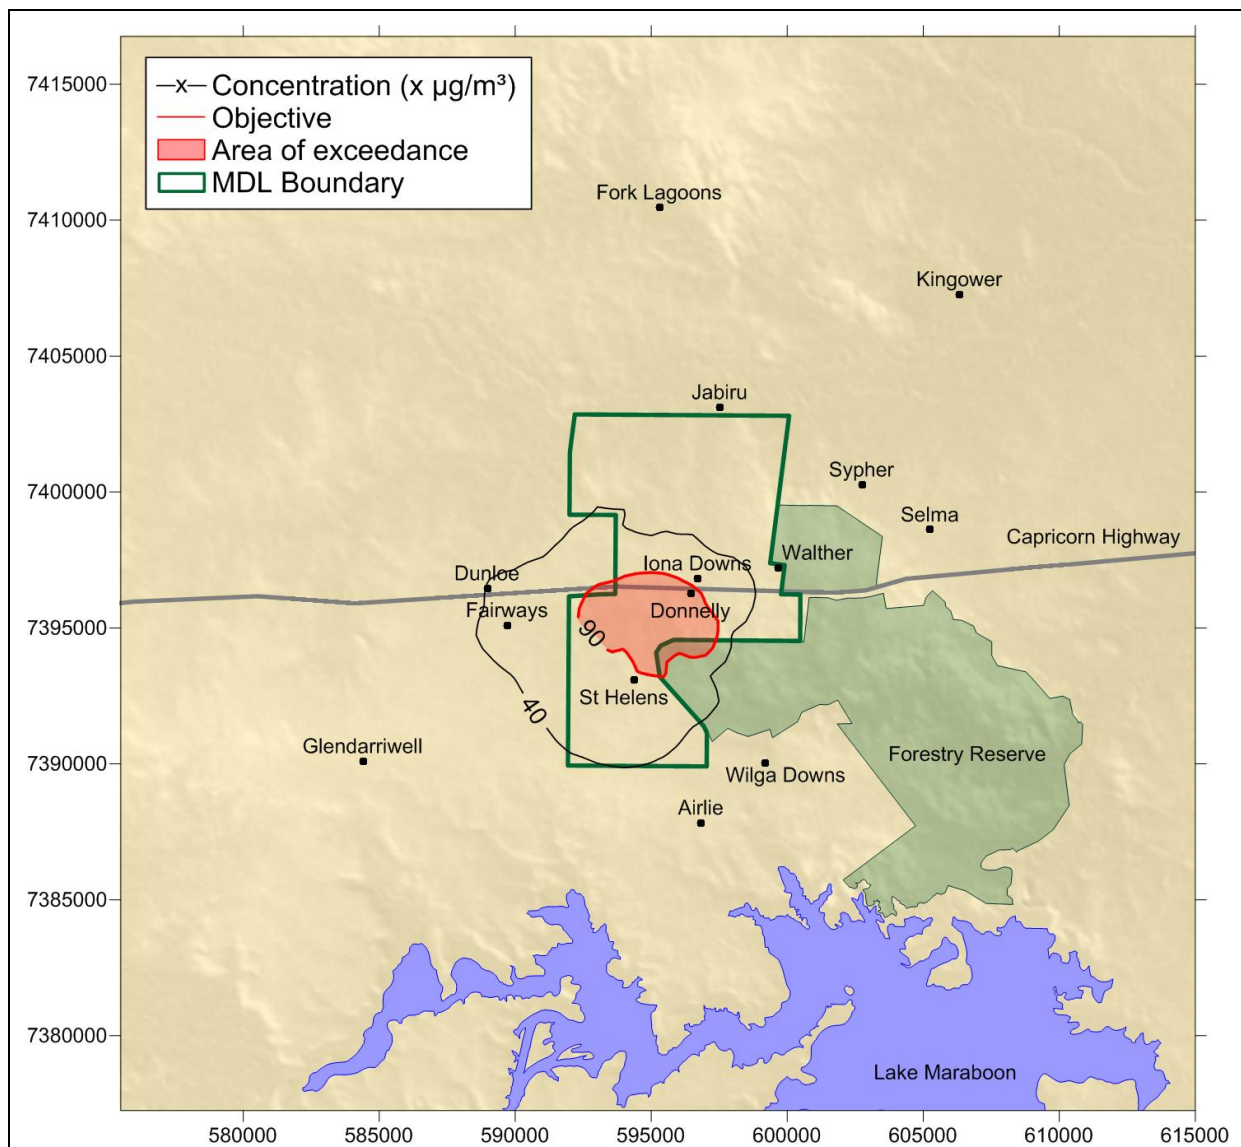 7415000
—x— Concentration (x µg/m³)
Objective
Area of exceedance
MDL Boundary
7410000
Fork Lagoons
Kingower
7405000
Jabiru
7400000
Sypher
Selma
Capricorn Highway
Walther
Iona Downs
Dunloe
Fairways
Donnelly
7395000
90
St Helens
40
Glendarriwell
Forestry Reserve
7390000
Wilga Downs
Airlie
7385000
7380000
Lake Maraboon
580000 585000 590000 595000 600000 605000 610000 615000